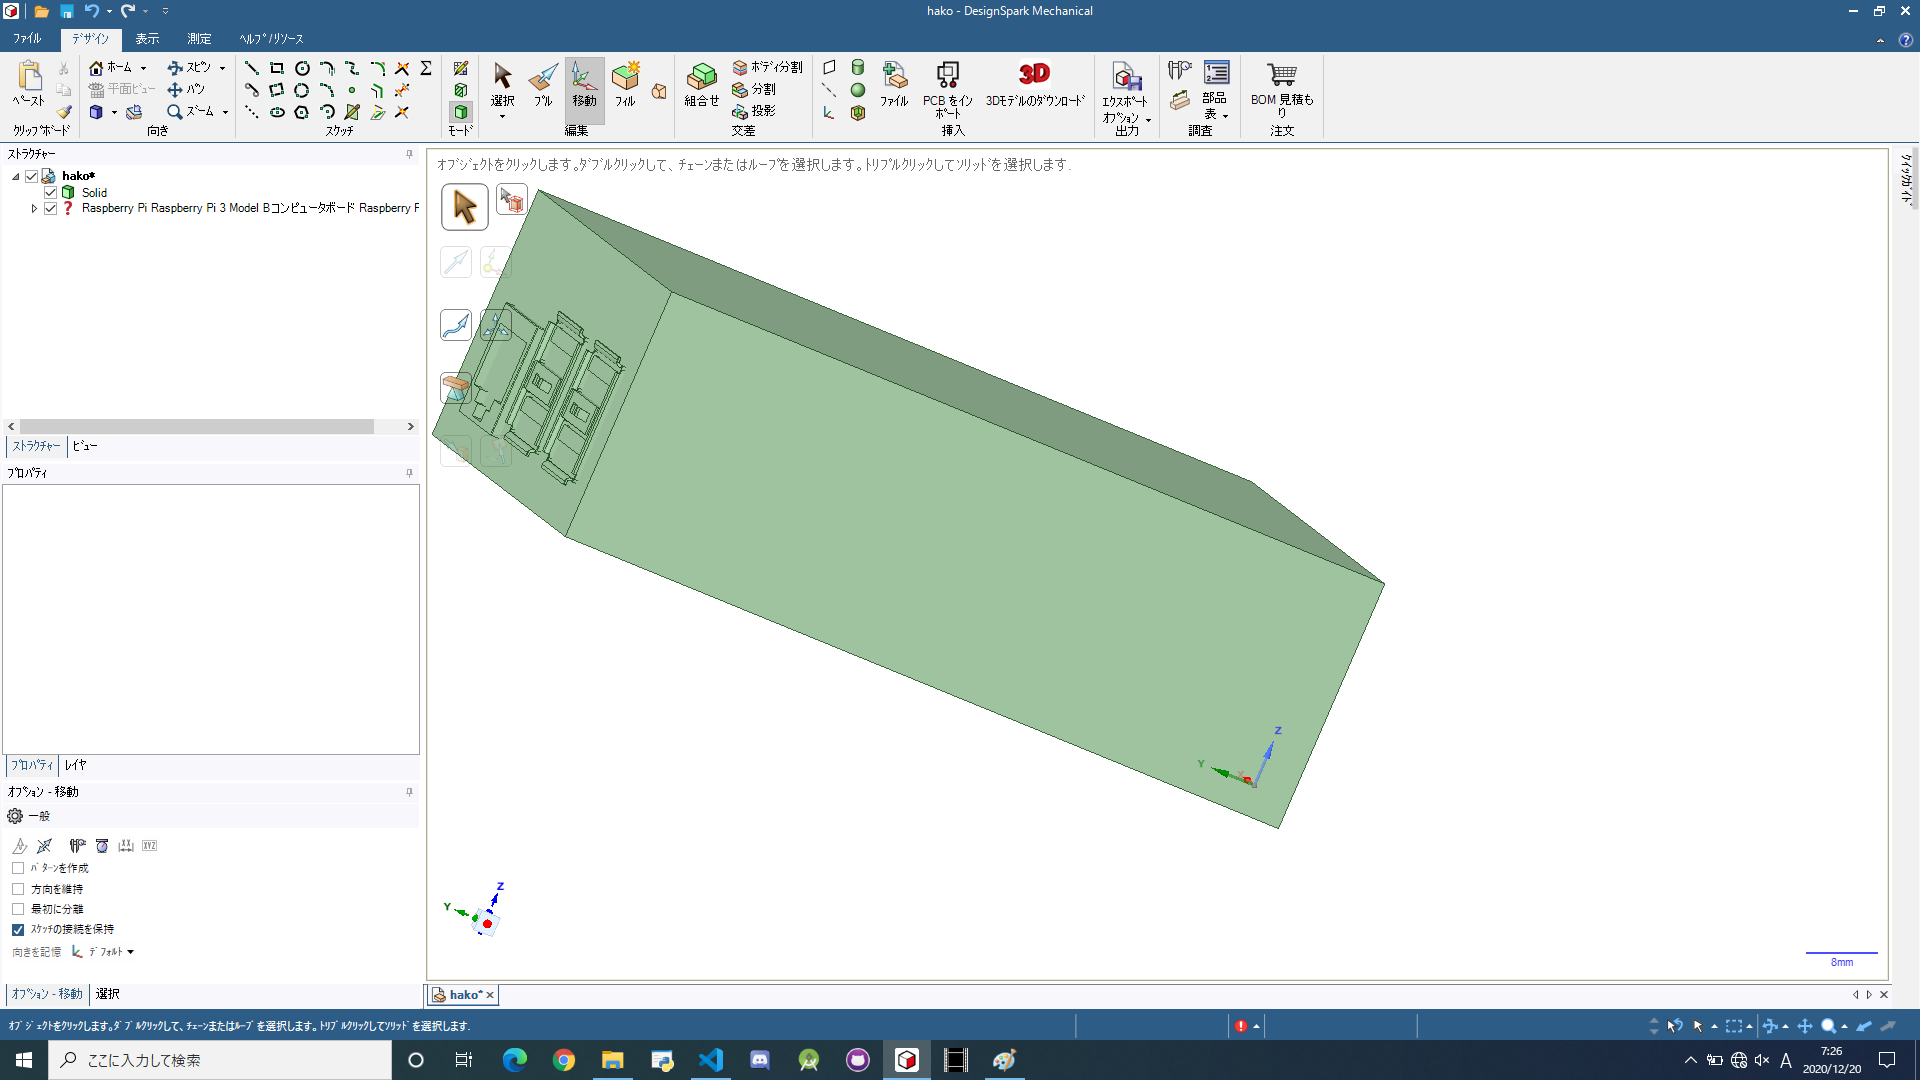 hako - DesignSpark Mechanical
ファイル デザイン 表示 測定 ヘルプ/リソース
ペースト ホーム 平面ビュー スピン パン ズーム Σ 選択 プル 移動 フィル 組合せ ボディ分割 分割 投影 ファイル PCB をインポート 3D 3Dモデルのダウンロード エクスポートオプション 部品表 BOM 見積もり
クリップボード 向き スケッチ モード 編集 交差 挿入 出力 調査 注文
ストラクチャー
hako*
Solid
Raspberry Pi Raspberry Pi 3 Model Bコンピュータボード Raspberry P
ストラクチャー ビュー
プロパティ
プロパティ レイヤ
オプション - 移動
一般
XYZ
パターンを作成
方向を維持
最初に分離
スケッチの接続を保持
向きを記憶 デフォルト
オプション - 移動 選択
オブジェクトをクリックします。ダブルクリックして、チェーンまたはループを選択します。トリプルクリックしてソリッドを選択します.
Z
Y
X
Z
Y
8mm
クイックガイド
hako*
オブジェクトをクリックします。ダブルクリックして、チェーンまたはループを選択します。トリプルクリックしてソリッドを選択します.
ここに入力して検索
A
7:26
2020/12/20